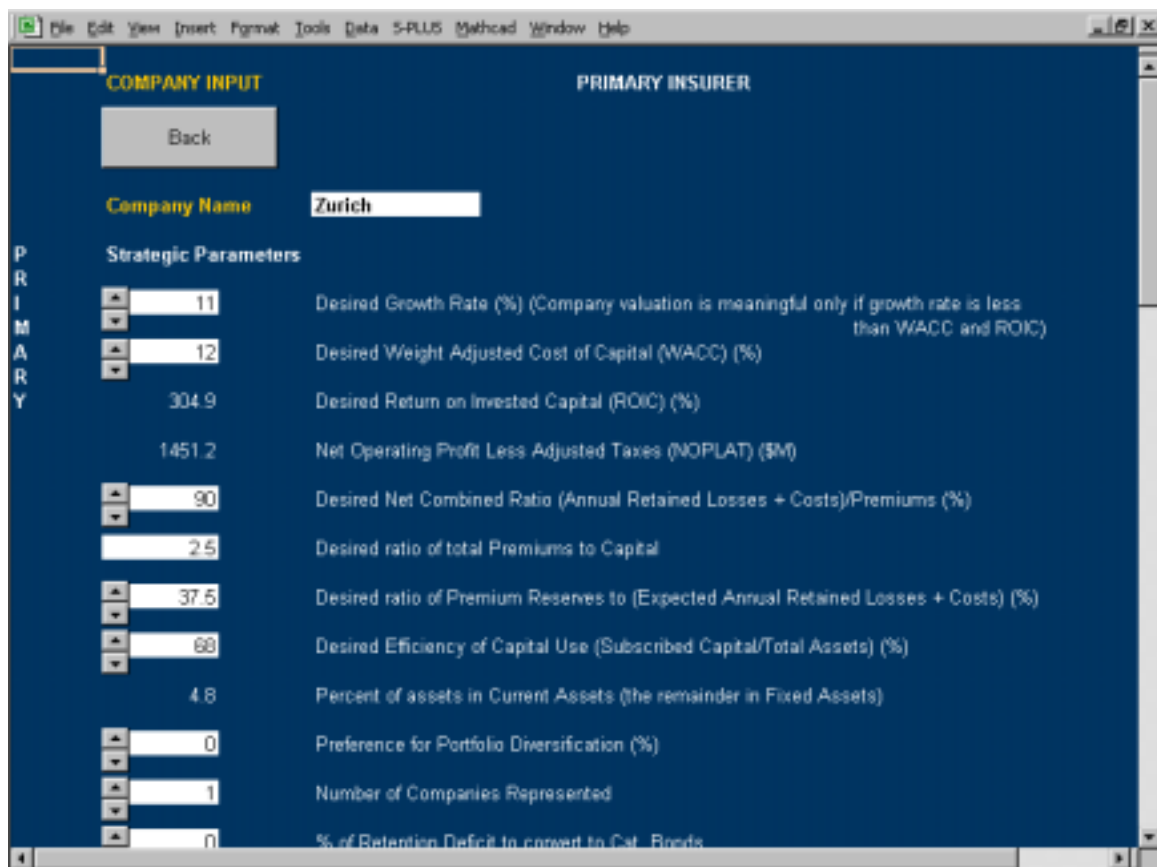 File Edit View Insert Format Tools Data S-PLUS Mathcad Window Help
COMPANY INPUT PRIMARY INSURER
Back
Company Name Zurich
PRIMARY
Strategic Parameters
11 Desired Growth Rate (%) (Company valuation is meaningful only if growth rate is less
than WACC and ROIC)
12 Desired Weight Adjusted Cost of Capital (WACC) (%)
304.9 Desired Return on Invested Capital (ROIC) (%)
1451.2 Net Operating Profit Less Adjusted Taxes (NOPLAT) ($M)
90 Desired Net Combined Ratio (Annual Retained Losses + Costs)/Premiums (%)
2.5 Desired ratio of total Premiums to Capital
37.5 Desired ratio of Premium Reserves to (Expected Annual Retained Losses + Costs) (%)
68 Desired Efficiency of Capital Use (Subscribed Capital/Total Assets) (%)
4.8 Percent of assets in Current Assets (the remainder in Fixed Assets)
0 Preference for Portfolio Diversification (%)
1 Number of Companies Represented
0 % of Retention Deficit to convert to Cat. Bonds